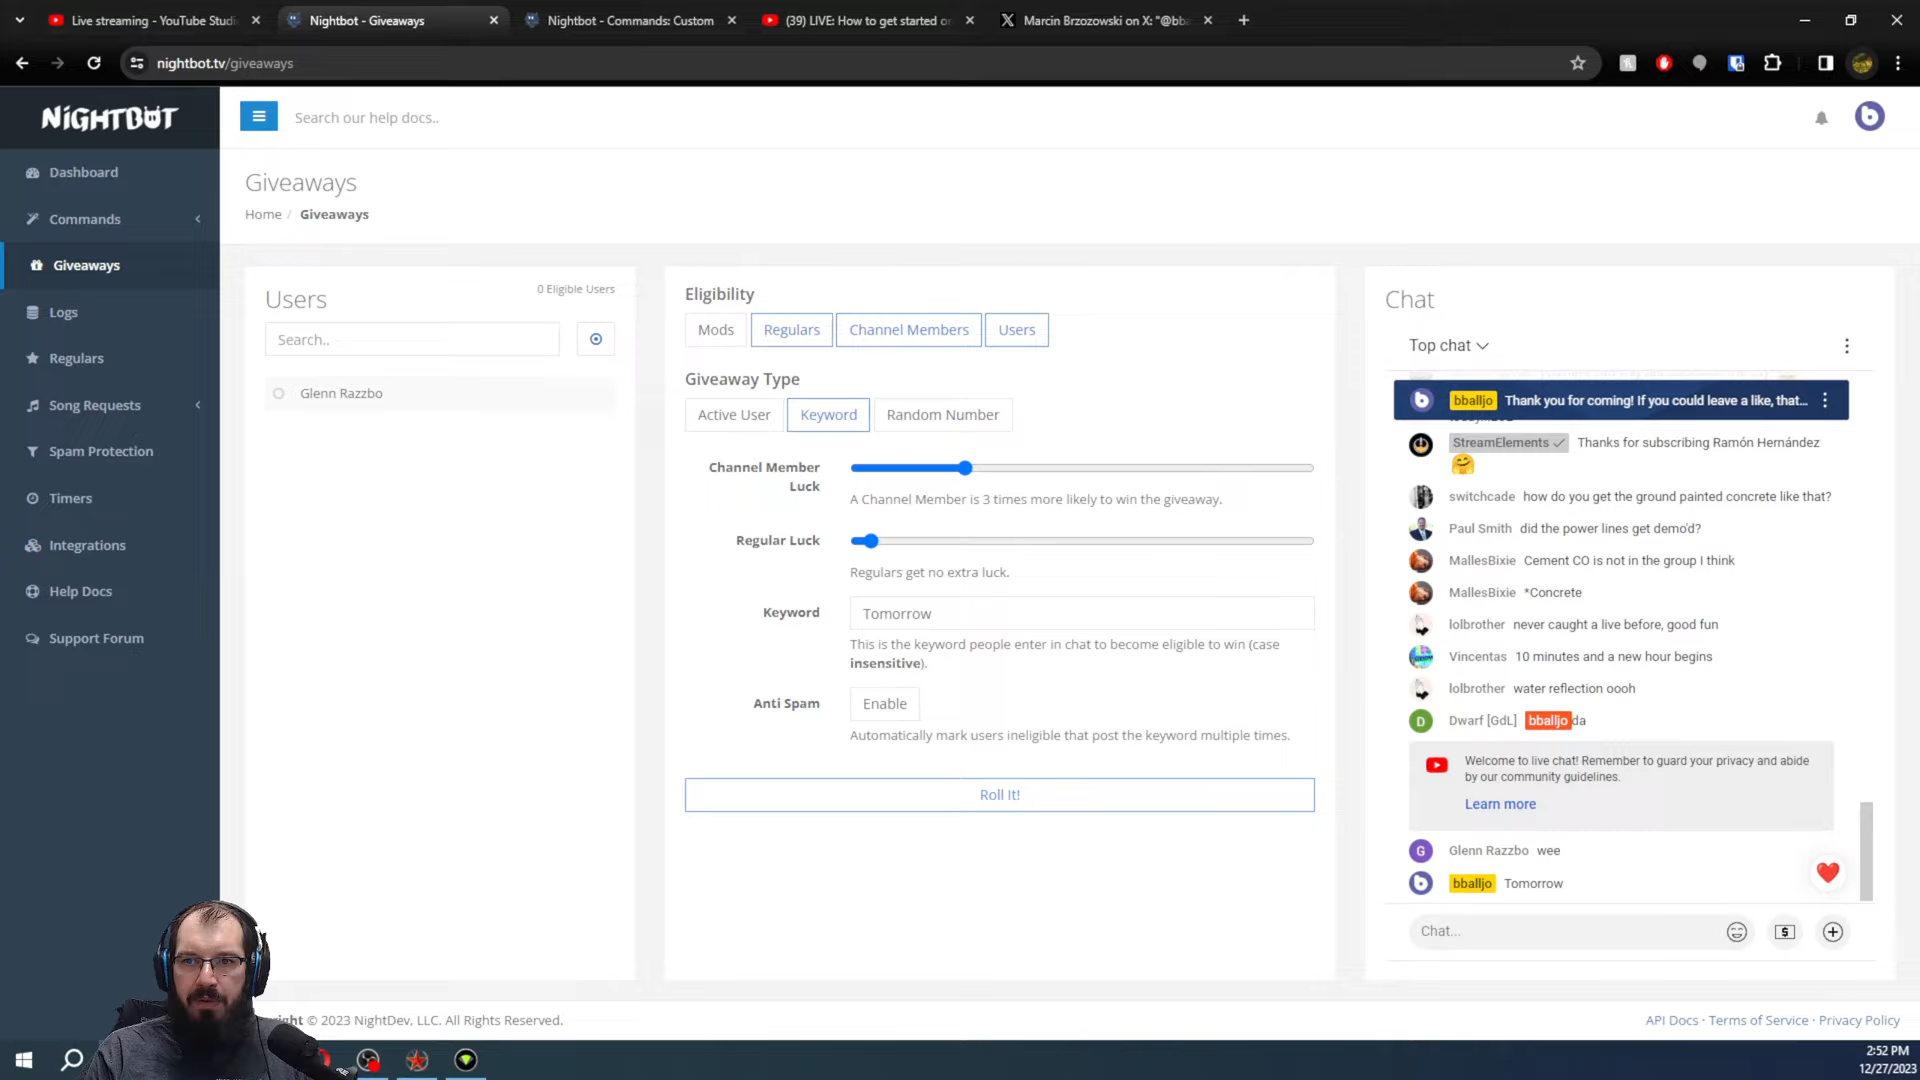 Live streaming - YouTube Studi
Nightbot - Giveaways
Nightbot - Commands: Custom
(39) LIVE: How to get started o
Marcin Brzozowski on X: "@bba
nightbot.tv/giveaways
NiGHTBOT
Search our help docs..
Dashboard
Commands
Giveaways
Logs
Regulars
Song Requests
Spam Protection
Timers
Integrations
Help Docs
Support Forum
Giveaways
Home / Giveaways
Users
0 Eligible Users
Search..
Glenn Razzbo
Eligibility
Mods
Regulars
Channel Members
Users
Giveaway Type
Active User
Keyword
Random Number
Channel Member
Luck
A Channel Member is 3 times more likely to win the giveaway.
Regular Luck
Regulars get no extra luck.
Keyword
Tomorrow
This is the keyword people enter in chat to become eligible to win (case
insensitive).
Anti Spam
Enable
Automatically mark users ineligible that post the keyword multiple times.
Roll It!
Chat
Top chat
bballjo Thank you for coming! If you could leave a like, that...
StreamElements Thanks for subscribing Ramón Hernández
switchcade how do you get the ground painted concrete like that?
Paul Smith did the power lines get demo'd?
MallesBixie Cement CO is not in the group I think
MallesBixie *Concrete
lolbrother never caught a live before, good fun
Vincentas 10 minutes and a new hour begins
lolbrother water reflection oooh
D Dwarf [GdL] bballjo da
Welcome to live chat! Remember to guard your privacy and abide
by our community guidelines.
Learn more
G Glenn Razzbo wee
bballjo Tomorrow
Chat...
© 2023 NightDev, LLC. All Rights Reserved.
API Docs · Terms of Service · Privacy Policy
2:52 PM
12/27/2023